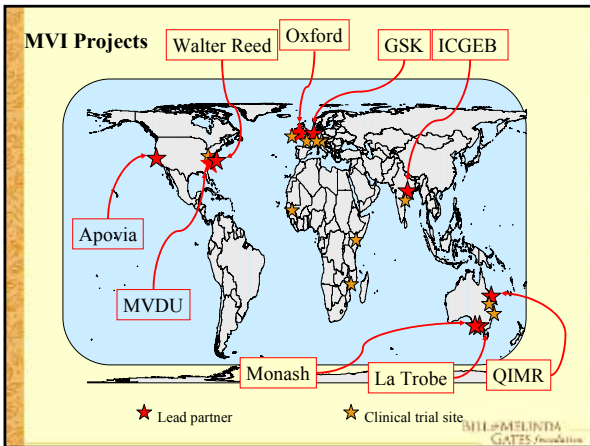 MVI Projects
Walter Reed
Oxford
GSK
ICGEB
Apovia
MVDU
Monash
La Trobe
QIMR
Lead partner
Clinical trial site
BILL & MELINDA
GATES foundation